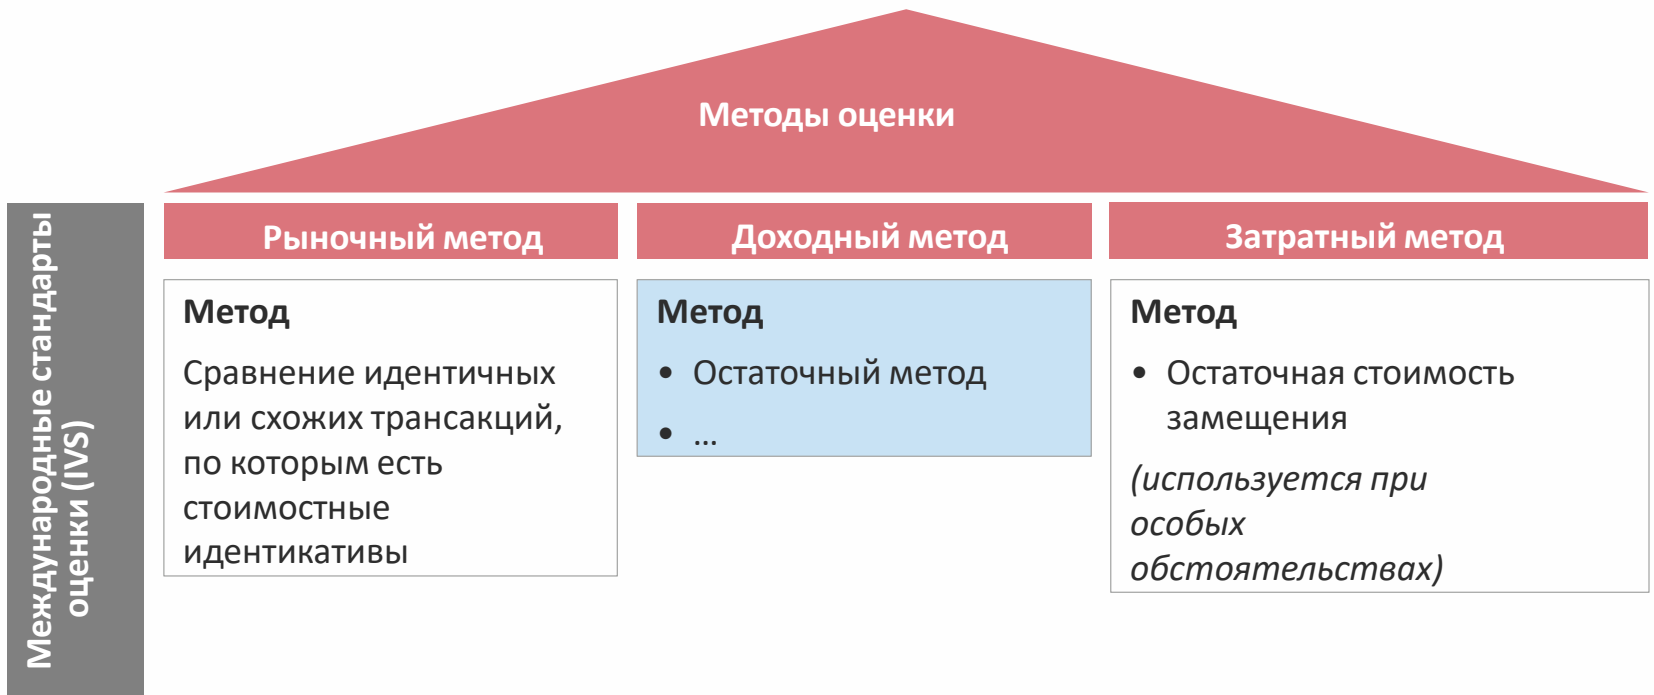 Методы оценки
Международные стандарты
оценки (IVS)
Рыночный метод
Доходный метод
Затратный метод
Метод
Сравнение идентичных
или схожих трансакций,
по которым есть
стоимостные
идентикативы
Метод
• Остаточный метод
• ...
Метод
• Остаточная стоимость
замещения
(используется при
особых
обстоятельствах)